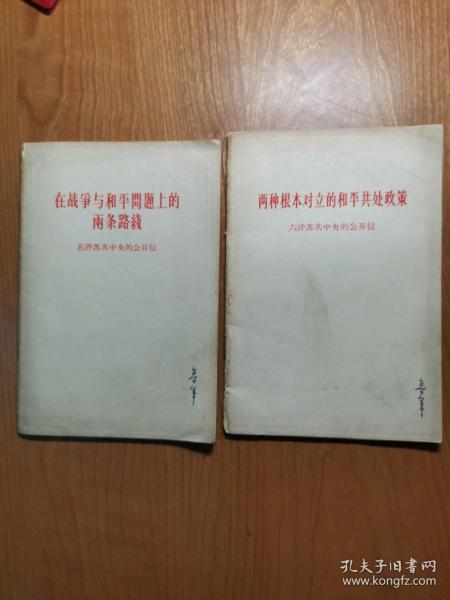 在战爭与和平問題上的
兩条路綫
五評苏共中央的公开信
两种根本对立的和平共处政策
六評苏共中央的公开信
孔夫子旧书网
www.kongfz.com